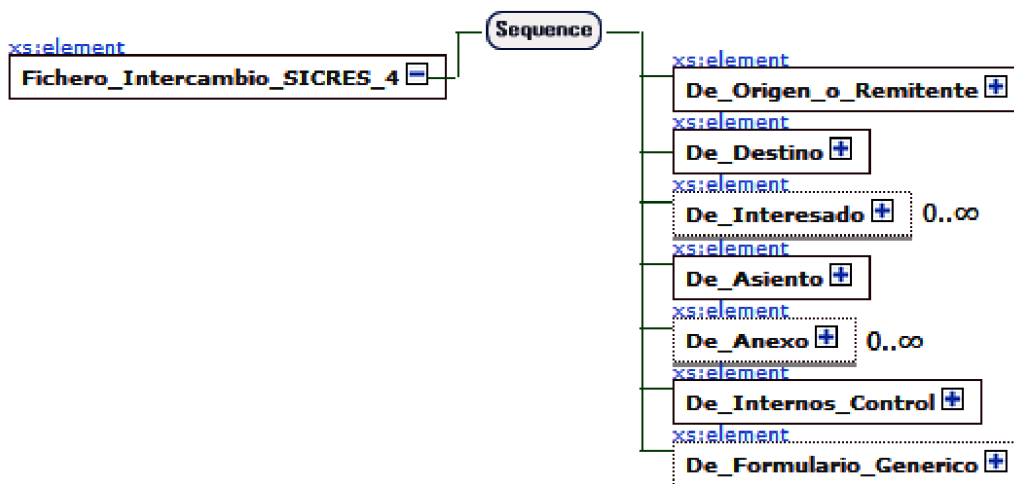 Sequence
xs:element
Fichero_Intercambio_SICRES_4
xs:element
De_Origen_o_Remitente
xs:element
De_Destino
xs:element
De_Interesado 0..∞
xs:element
De_Asiento
xs:element
De_Anexo 0..∞
xs:element
De_Internos_Control
xs:element
De_Formulario_Generico